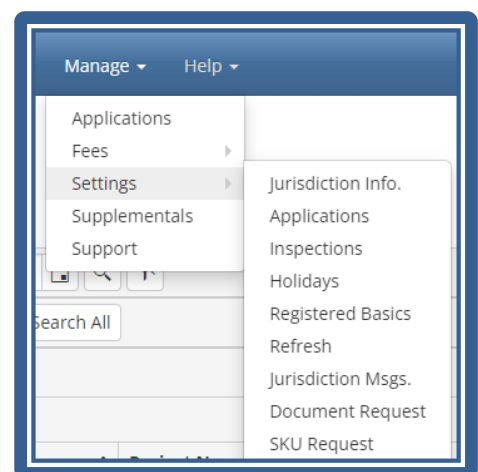 Manage Help
Applications
Fees
Settings
Supplementals
Support
Jurisdiction Info.
Applications
Inspections
Holidays
Registered Basics
Refresh
Jurisdiction Msgs.
Document Request
SKU Request
Search All